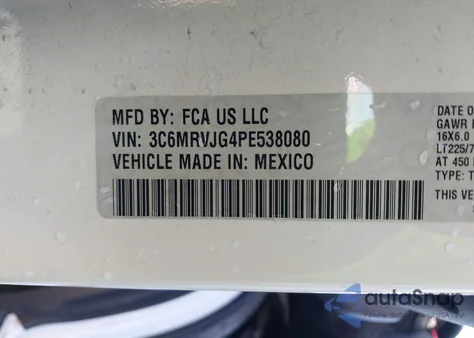 MFD BY: FCA US LLC
VIN: 3C6MRVJG4PE538080
VEHICLE MADE IN: MEXICO
DATE O
GAWR
16X6.0
LT225/7
AT 450
TYPE: T
THIS VE
autoSnap